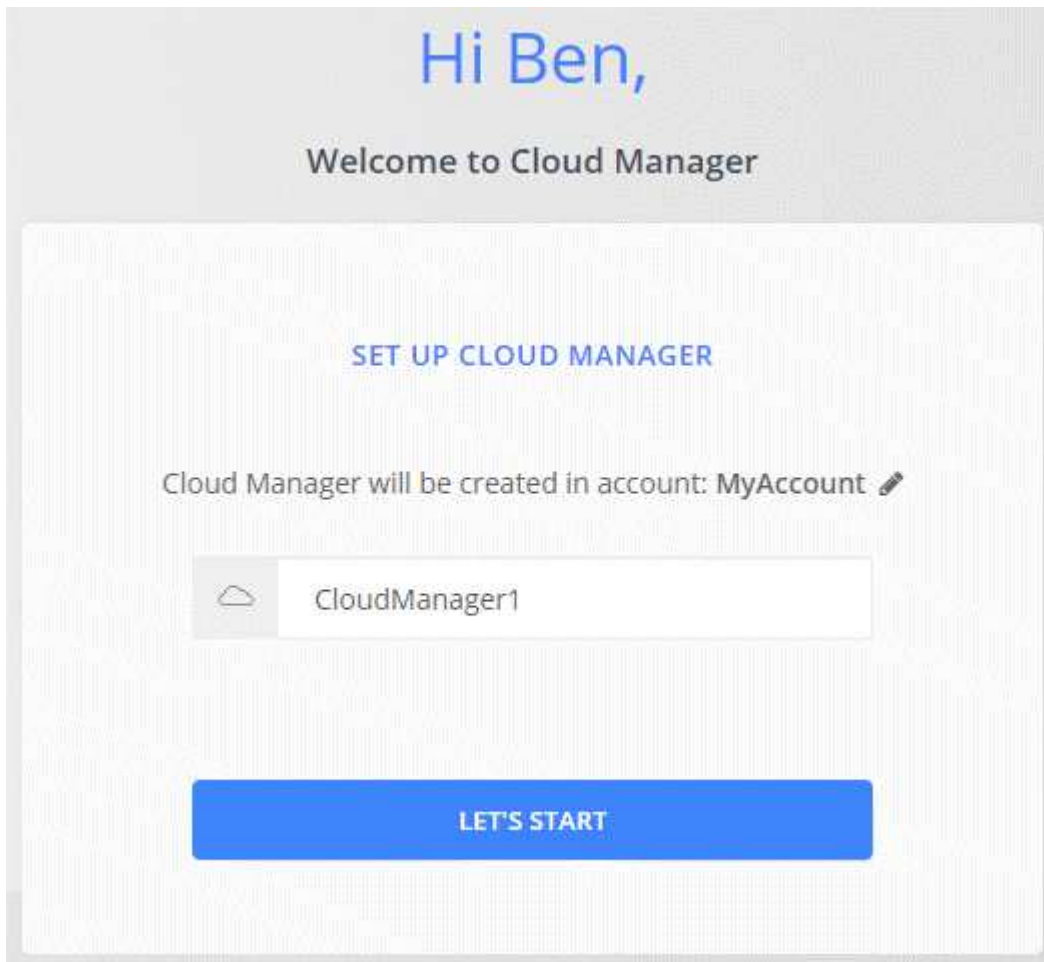 Hi Ben,
Welcome to Cloud Manager
SET UP CLOUD MANAGER
Cloud Manager will be created in account: MyAccount
CloudManager1
LET'S START